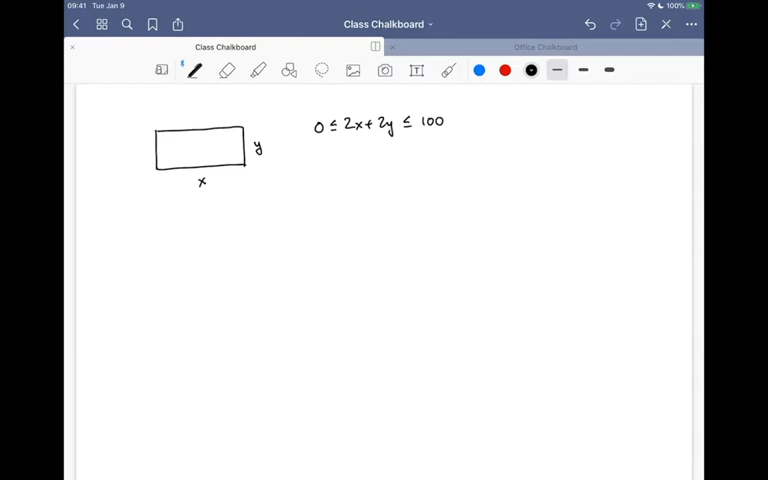 09:41 Tue Jan 9
100%
Class Chalkboard
Class Chalkboard
Office Chalkboard
T
0 ≤ 2x + 2y ≤ 100
y
x